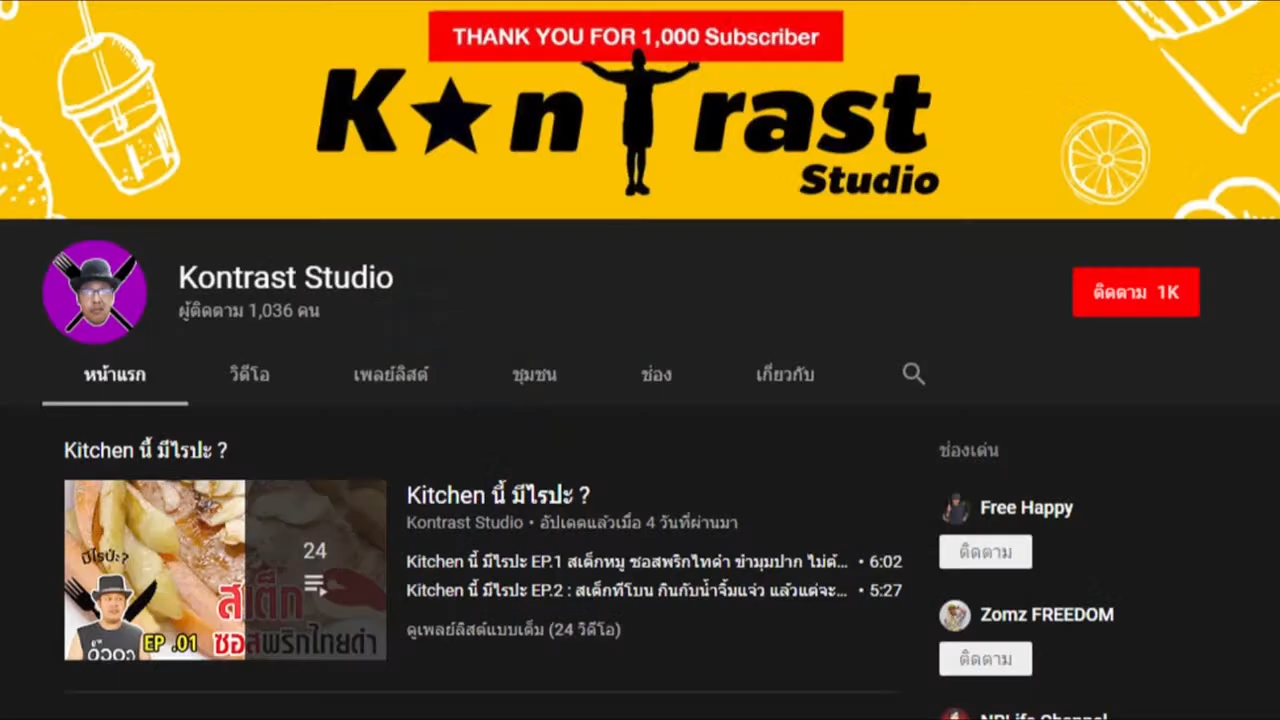 THANK YOU FOR 1,000 Subscriber
Kontrast
Studio
Kontrast Studio
ผู้ติดตาม 1,036 คน
ติดตาม 1K
หน้าแรก
วิดีโอ
เพลย์ลิสต์
ชุมชน
ช่อง
เกี่ยวกับ
Kitchen นี้ มีไรปะ ?
24
มีไรปะ?
สเต็ก
EP .01
ซอสพริกไทยดำ
Kitchen นี้ มีไรปะ ?
Kontrast Studio • อัปเดตแล้วเมื่อ 4 วันที่ผ่านมา
Kitchen นี้ มีไรปะ EP.1 สเต็กหมู ซอสพริกไทดำ ขำมุมปาก ไม่ต้... • 6:02
Kitchen นี้ มีไรปะ EP.2 : สเต็กทีโบน กินกับน้ำจิ้มแจ่ว แล้วแต่จะ... • 5:27
ดูเพลย์ลิสต์แบบเต็ม (24 วิดีโอ)
ช่องเด่น
Free Happy
ติดตาม
Zomz FREEDOM
ติดตาม